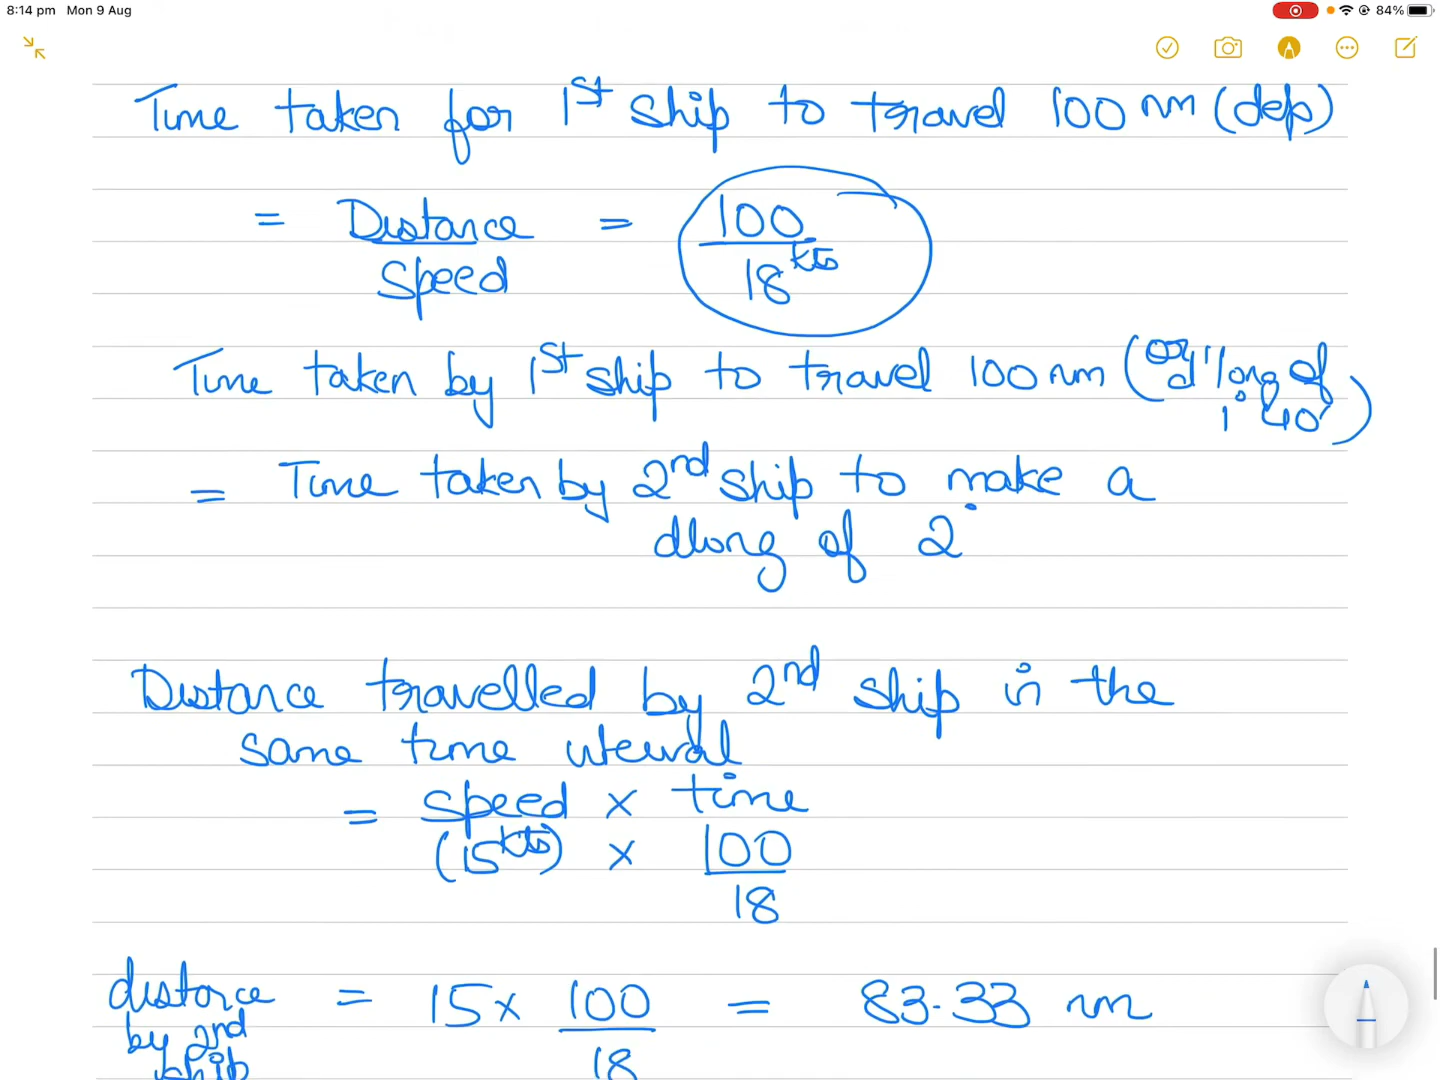 8:14 pm Mon 9 Aug 84%
Time taken for 1st ship to travel 100 nm (dep)
= Distance = 100
Speed 18 kts
Time taken by 1st ship to travel 100 nm (or d'long of
1° 40')
= Time taken by 2nd ship to make a
dlong of 2°
Distance travelled by 2nd ship in the
same time interval
= speed x time
(15 kts) x 100
18
distance = 15 x 100 = 83.33 nm
by 2nd 18
ship